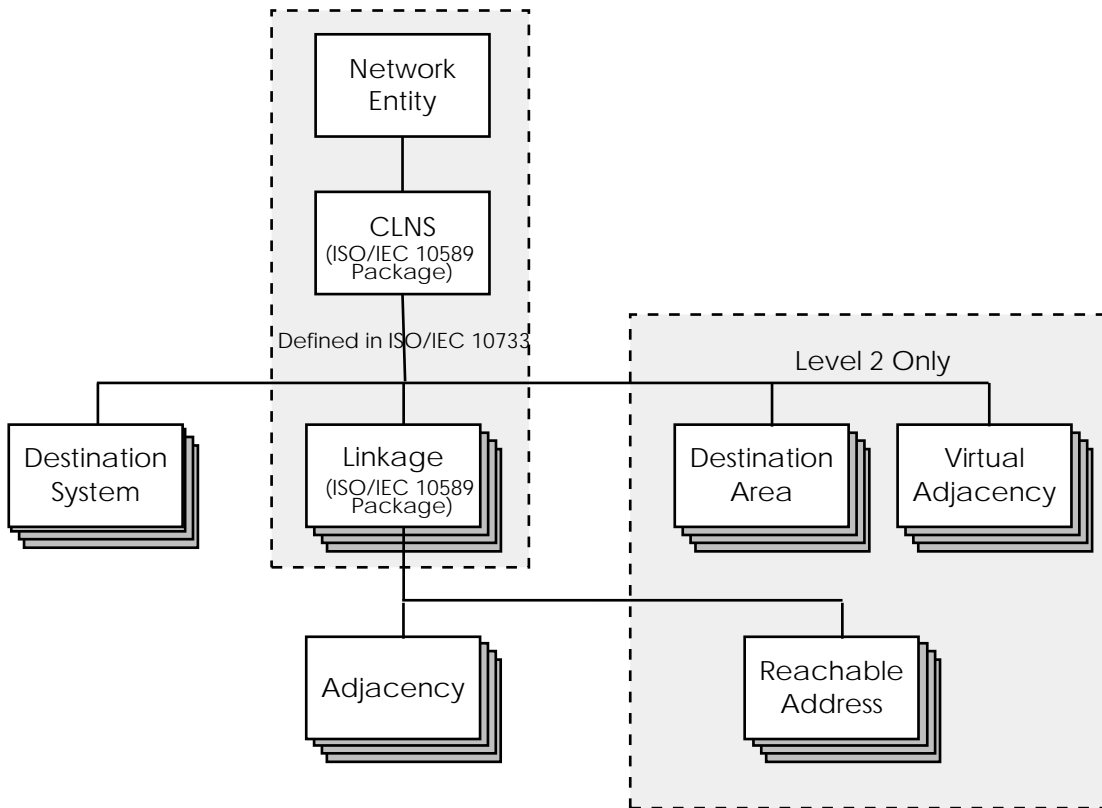 Network
Entity
CLNS
(ISO/IEC 10589
Package)
Defined in ISO/IEC 10733
Level 2 Only
Destination
System
Linkage
(ISO/IEC 10589
Package)
Destination
Area
Virtual
Adjacency
Adjacency
Reachable
Address